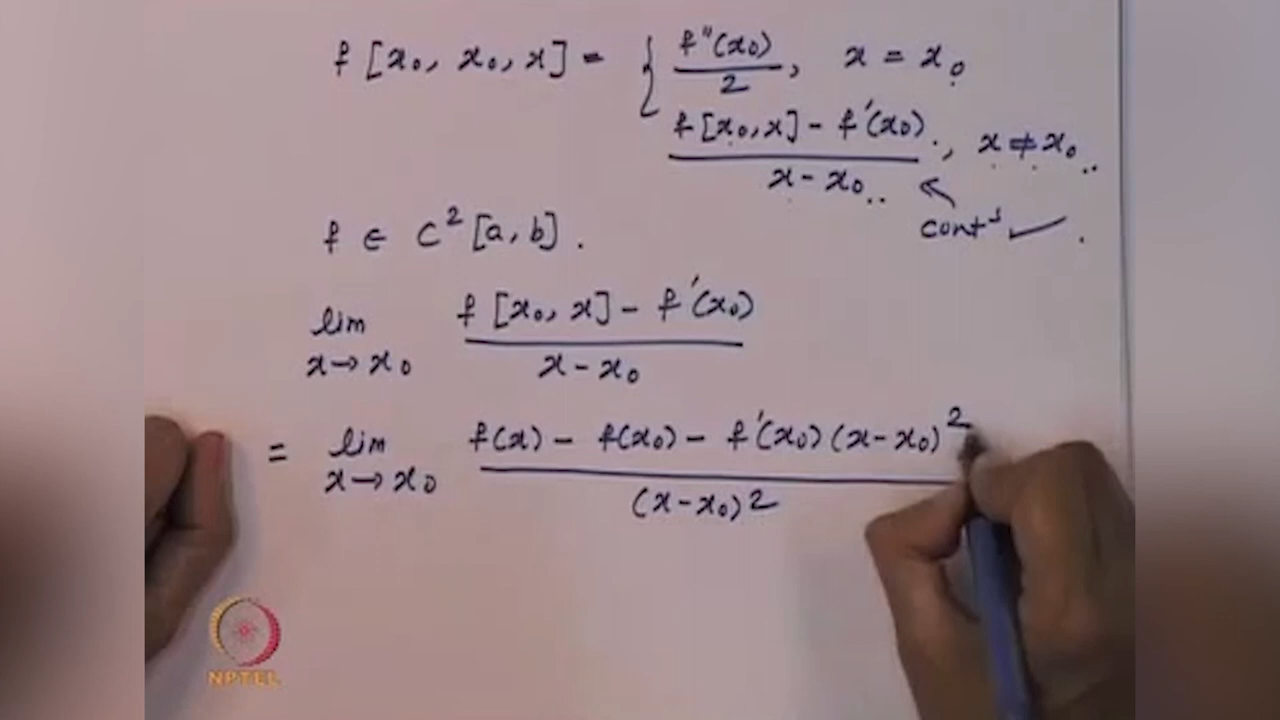 f [x₀, x₀, x] = { f''(x₀) / 2 , x = x₀
f[x₀, x] - f'(x₀) / x - x₀ , x ≠ x₀
contˢ ✓ .
f ∈ C² [a, b] .
lim x → x₀ f [x₀, x] - f'(x₀) / x - x₀
= lim x → x₀ f(x) - f(x₀) - f'(x₀) (x - x₀)² / (x - x₀)²
NPTEL